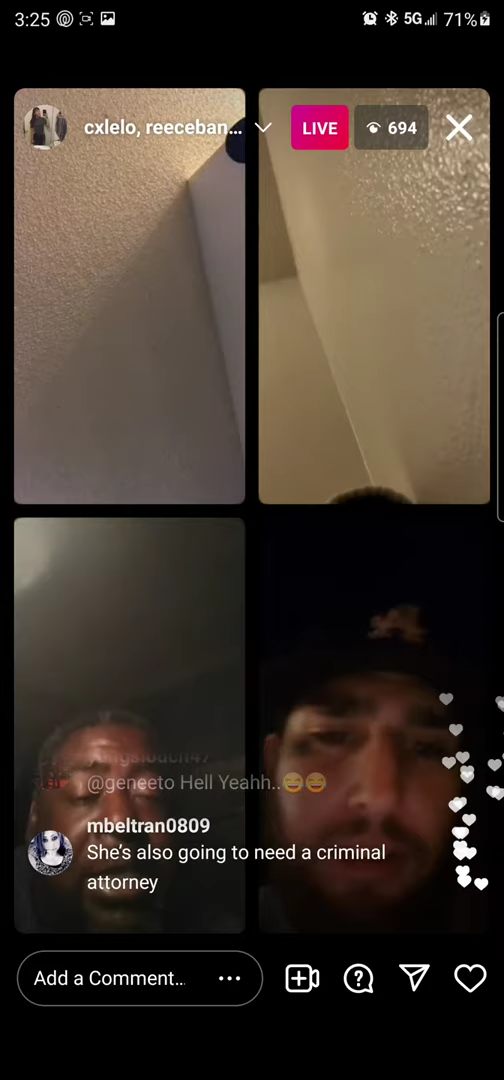 3:25 5G 71%
cxlelo, reeceban... LIVE 694
@geneeto Hell Yeahh..😄😄
mbeltran0809
She's also going to need a criminal
attorney
Add a Comment...